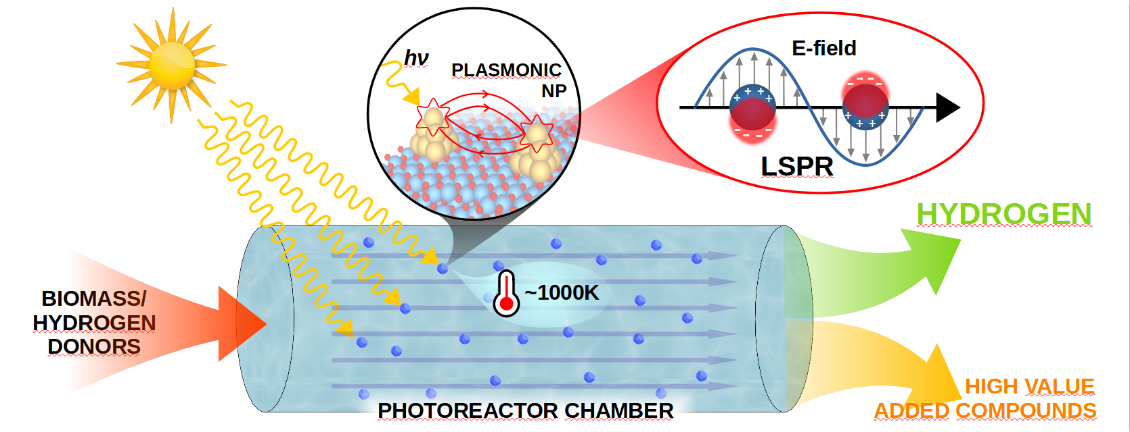 hν
PLASMONIC
NP
E-field
+ + +
- - -
- - -
+ + +
LSPR
HYDROGEN
BIOMASS/
HYDROGEN
DONORS
~1000K
PHOTOREACTOR CHAMBER
HIGH VALUE
ADDED COMPOUNDS